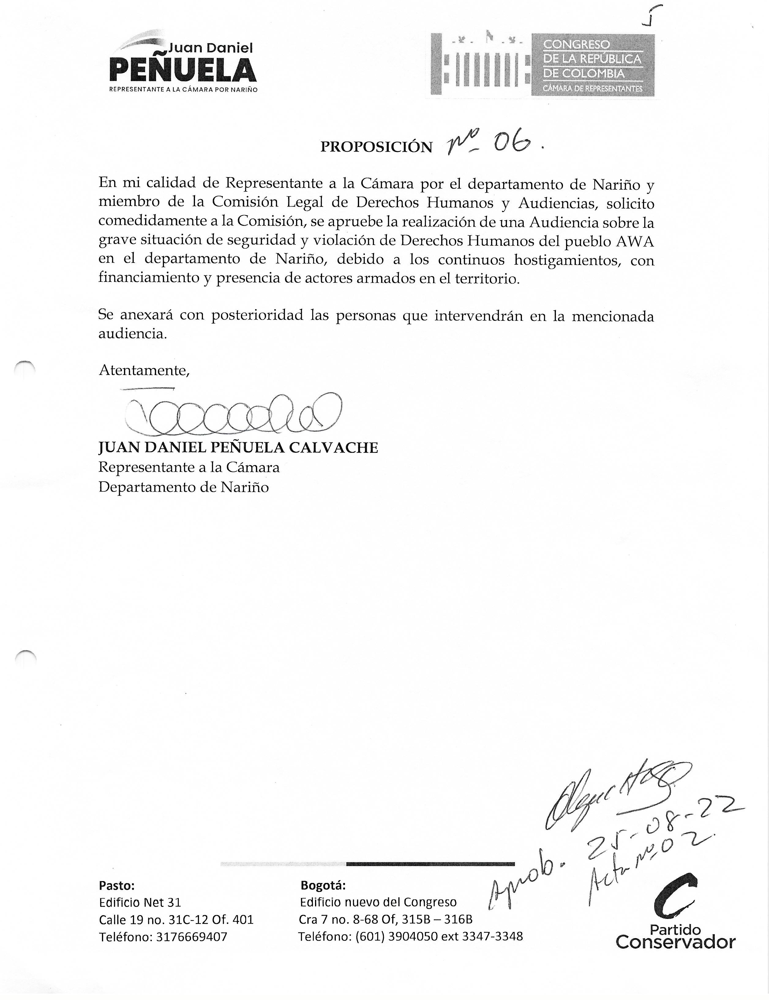 Juan Daniel
PEÑUELA
REPRESENTANTE A LA CÁMARA POR NARIÑO
CONGRESO
DE LA REPÚBLICA
DE COLOMBIA
CÁMARA DE REPRESENTANTES
PROPOSICIÓN Nº 06.
En mi calidad de Representante a la Cámara por el departamento de Nariño y
miembro de la Comisión Legal de Derechos Humanos y Audiencias, solicito
comedidamente a la Comisión, se apruebe la realización de una Audiencia sobre la
grave situación de seguridad y violación de Derechos Humanos del pueblo AWA
en el departamento de Nariño, debido a los continuos hostigamientos, con
financiamiento y presencia de actores armados en el territorio.
Se anexará con posterioridad las personas que intervendrán en la mencionada
audiencia.
Atentamente,
JUAN DANIEL PEÑUELA CALVACHE
Representante a la Cámara
Departamento de Nariño
Aprob. 25-08-22
Acta Nº 02
Pasto:
Edificio Net 31
Calle 19 no. 31C-12 Of. 401
Teléfono: 3176669407
Bogotá:
Edificio nuevo del Congreso
Cra 7 no. 8-68 Of, 315B – 316B
Teléfono: (601) 3904050 ext 3347-3348
Partido
Conservador